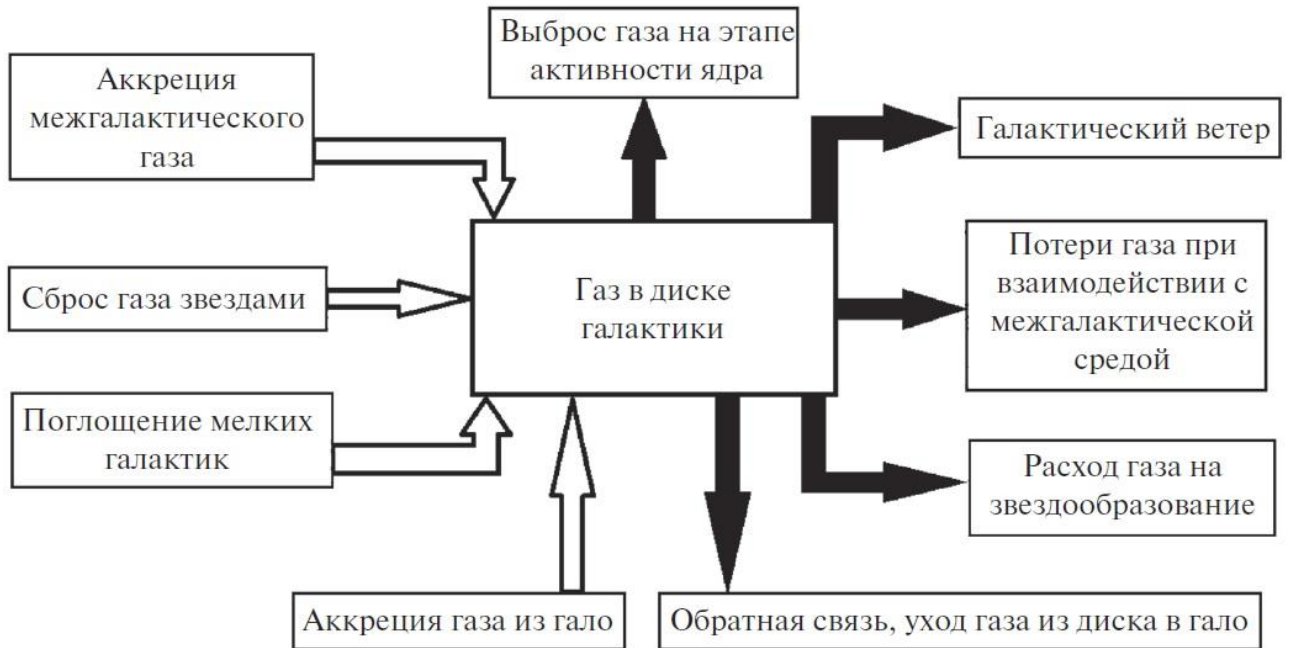 Выброс газа на этапе
активности ядра
Аккреция
межгалактического
газа
Галактический ветер
Сброс газа звездами
Газ в диске
галактики
Потери газа при
взаимодействии с
межгалактической
средой
Поглощение мелких
галактик
Расход газа на
звездообразование
Аккреция газа из гало
Обратная связь, уход газа из диска в гало